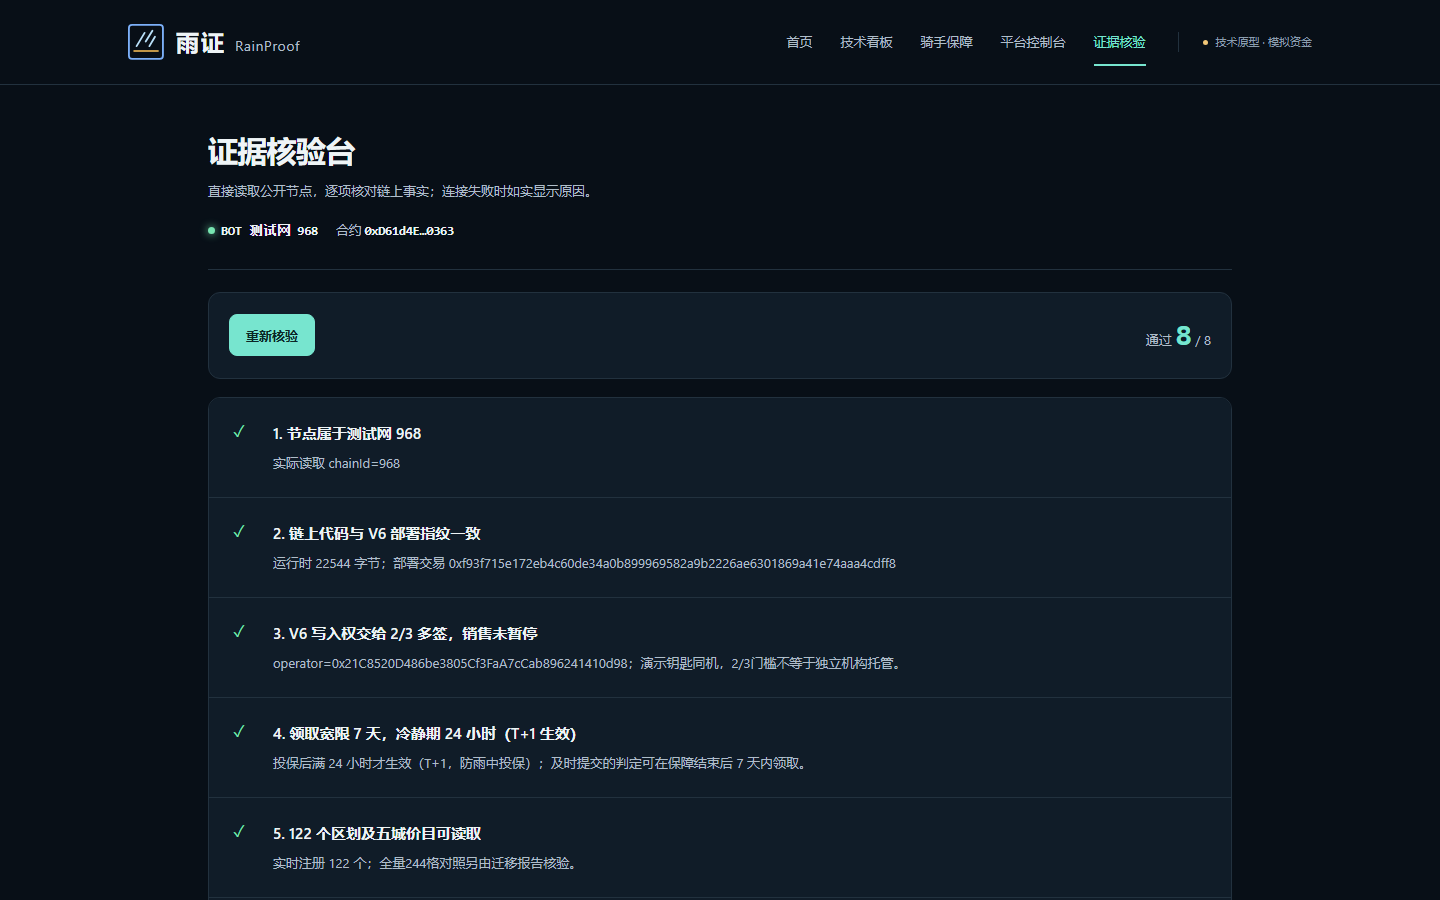 雨证 RainProof
首页 技术看板 骑手保障 平台控制台 证据核验 技术原型 · 模拟资金
证据核验台
直接读取公开节点，逐项核对链上事实；连接失败时如实显示原因。
BOT 测试网 968 合约 0xD61d4E…0363
重新核验
通过 8 / 8
✓ 1. 节点属于测试网 968
实际读取 chainId=968
✓ 2. 链上代码与 V6 部署指纹一致
运行时 22544 字节；部署交易 0xf93f715e172eb4c60de34a0b899969582a9b2226ae6301869a41e74aaa4cdff8
✓ 3. V6 写入权交给 2/3 多签，销售未暂停
operator=0x21C8520D486be3805Cf3FaA7cCab896241410d98；演示钥匙同机，2/3门槛不等于独立机构托管。
✓ 4. 领取宽限 7 天，冷静期 24 小时（T+1 生效）
投保后满 24 小时才生效（T+1，防雨中投保）；及时提交的判定可在保障结束后 7 天内领取。
✓ 5. 122 个区划及五城价目可读取
实时注册 122 个；全量244格对照另由迁移报告核验。